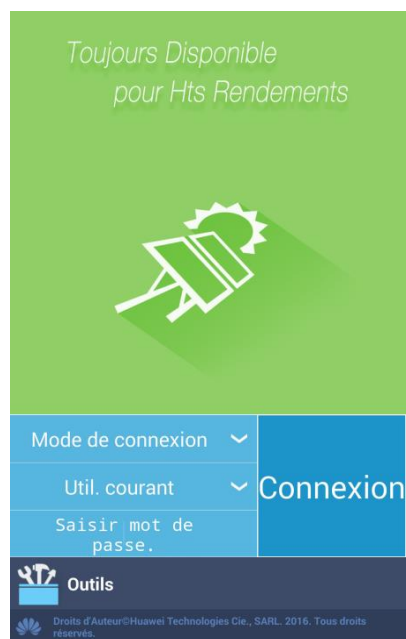 Toujours Disponible
pour Hts Rendements
Mode de connexion
Util. courant
Connexion
Saisir mot de
passe.
Outils
Droits d'Auteur©Huawei Technologies Cie., SARL. 2016. Tous droits
réservés.